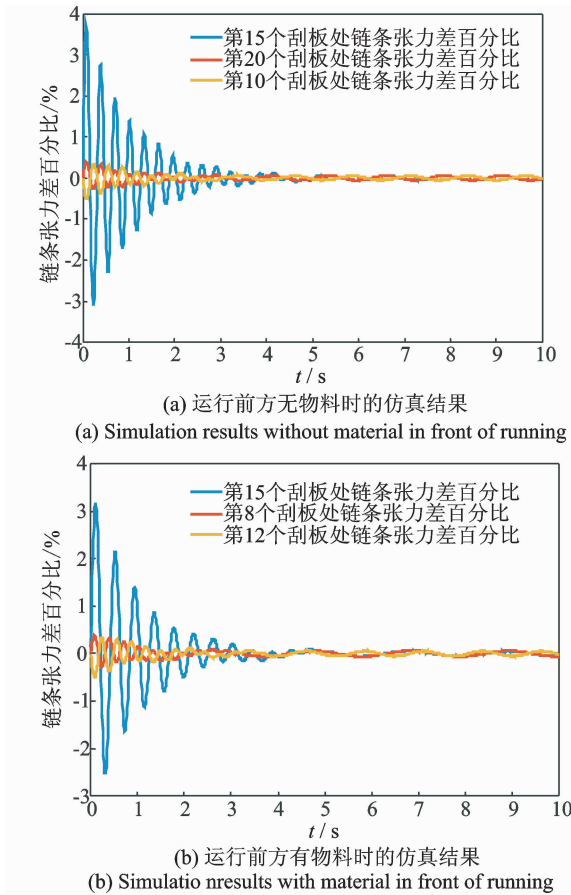 4
3
2
1
0
-1
-2
-3
-4
链条张力差百分比/%
第15个刮板处链条张力差百分比
第20个刮板处链条张力差百分比
第10个刮板处链条张力差百分比
0 1 2 3 4 5 6 7 8 9 10
t / s
(a) 运行前方无物料时的仿真结果
(a) Simulation results without material in front of running
4
3
2
1
0
-1
-2
-3
链条张力差百分比/%
第15个刮板处链条张力差百分比
第8个刮板处链条张力差百分比
第12个刮板处链条张力差百分比
0 1 2 3 4 5 6 7 8 9 10
t / s
(b) 运行前方有物料时的仿真结果
(b) Simulatio nresults with material in front of running